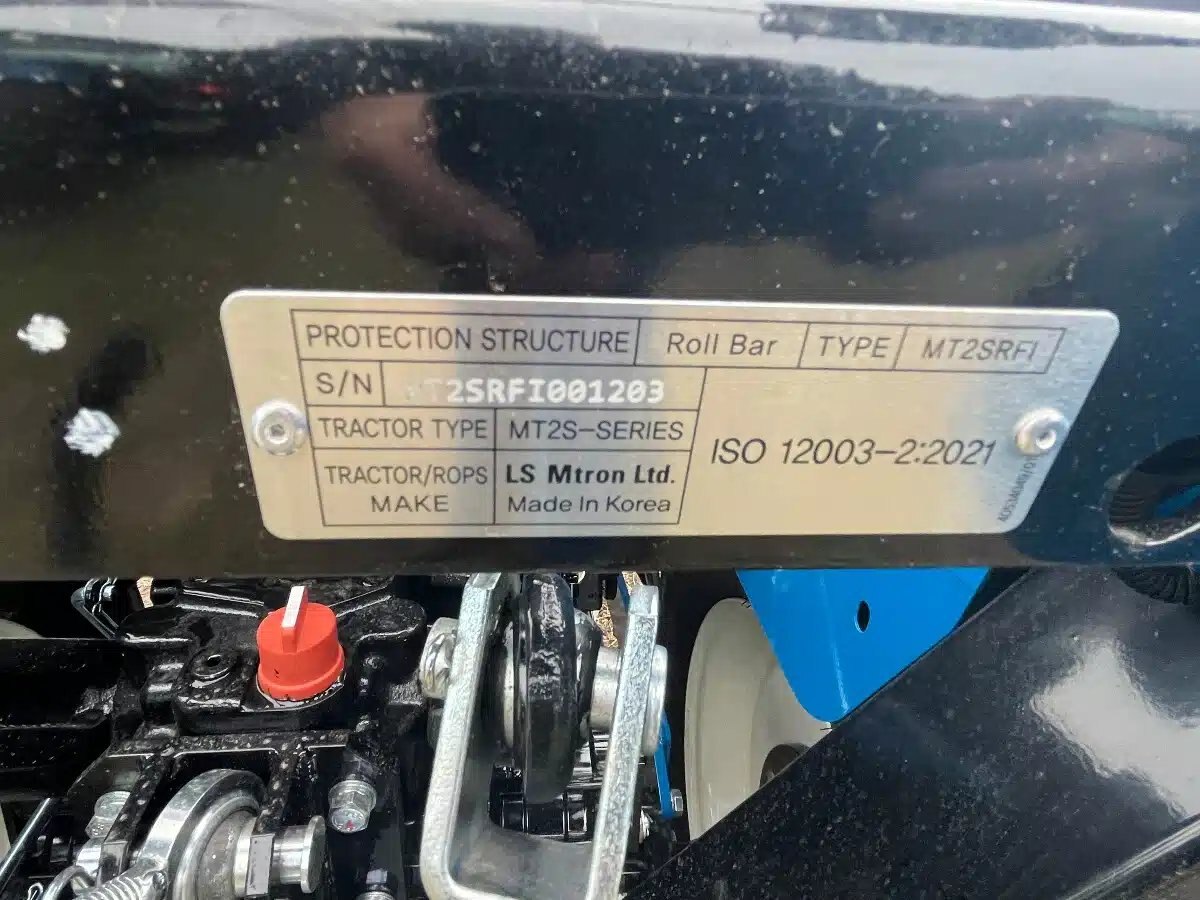 PROTECTION STRUCTURE Roll Bar TYPE MT2SRFI
S/N MT2SRFI001203
TRACTOR TYPE MT2S-SERIES
ISO 12003-2:2021
TRACTOR/ROPS MAKE LS Mtron Ltd.
Made In Korea